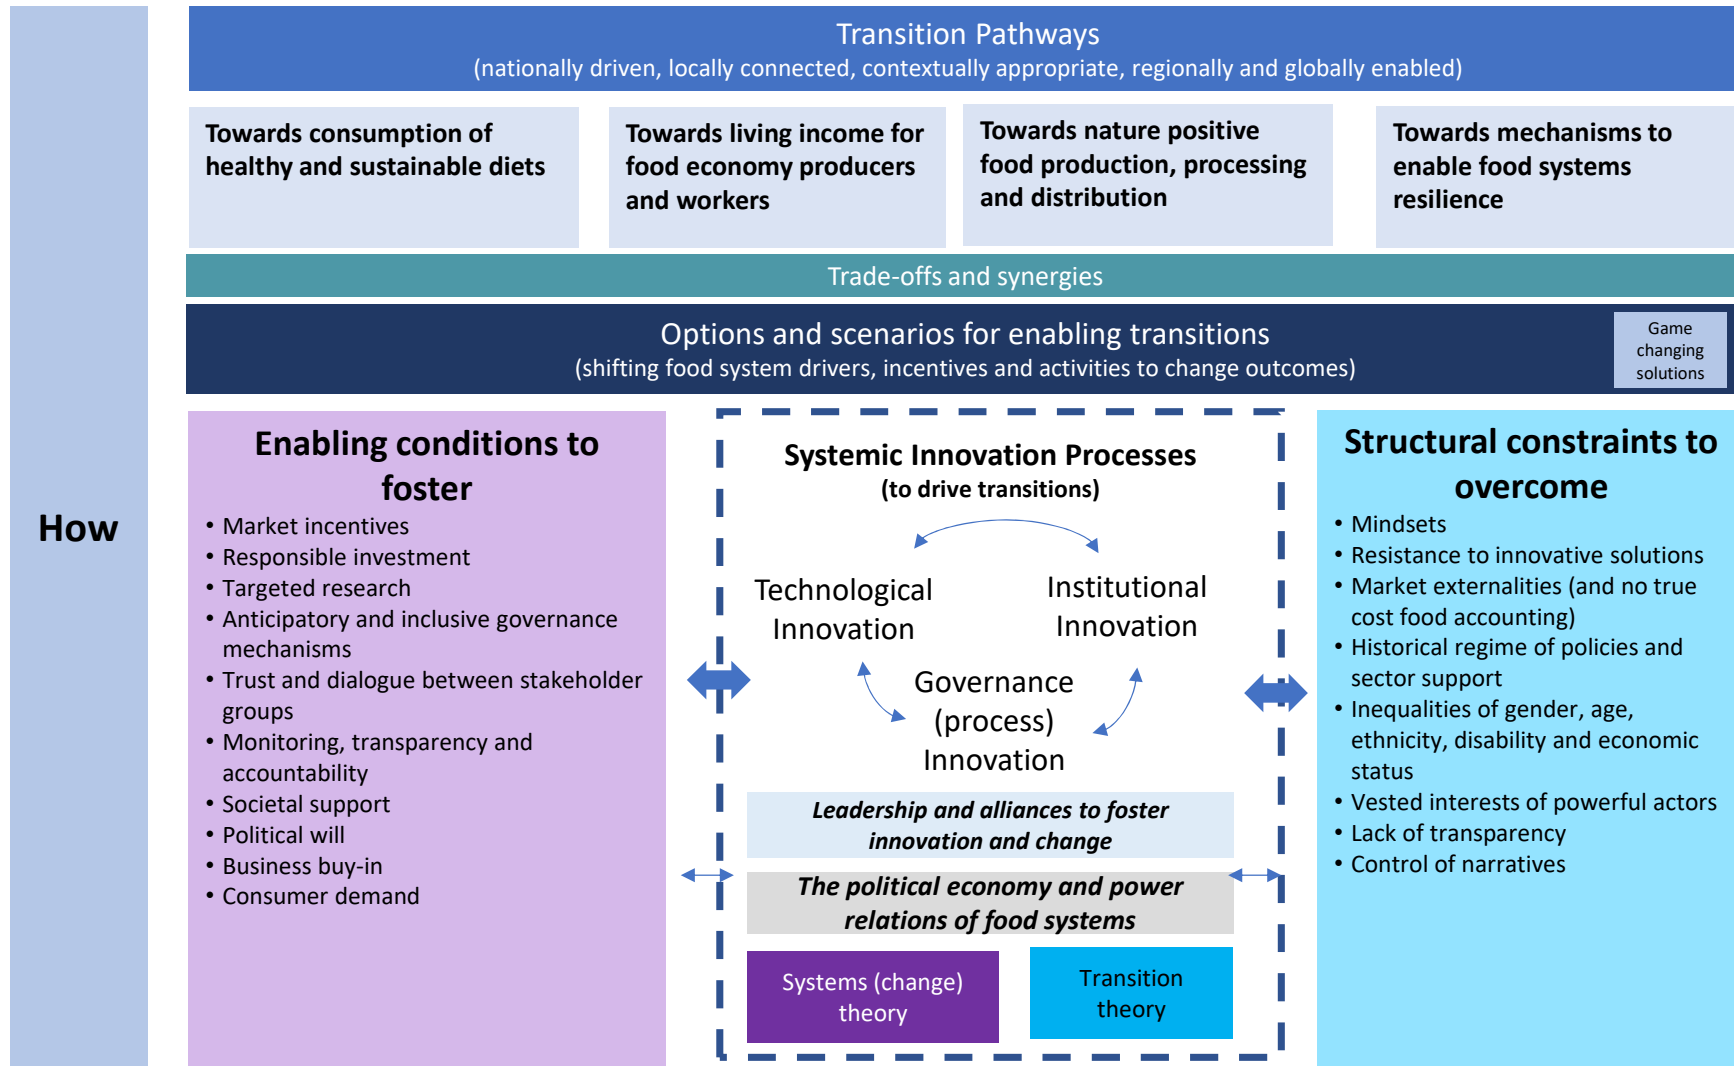 How
Transition Pathways
(nationally driven, locally connected, contextually appropriate, regionally and globally enabled)
Towards consumption of
healthy and sustainable diets
Towards living income for
food economy producers
and workers
Towards nature positive
food production, processing
and distribution
Towards mechanisms to
enable food systems
resilience
Trade-offs and synergies
Options and scenarios for enabling transitions
(shifting food system drivers, incentives and activities to change outcomes)
Game
changing
solutions
Enabling conditions to
foster
• Market incentives
• Responsible investment
• Targeted research
• Anticipatory and inclusive governance
mechanisms
• Trust and dialogue between stakeholder
groups
• Monitoring, transparency and
accountability
• Societal support
• Political will
• Business buy-in
• Consumer demand
Systemic Innovation Processes
(to drive transitions)
Technological
Innovation
Institutional
Innovation
Governance
(process)
Innovation
Leadership and alliances to foster
innovation and change
The political economy and power
relations of food systems
Systems (change)
theory
Transition
theory
Structural constraints to
overcome
• Mindsets
• Resistance to innovative solutions
• Market externalities (and no true
cost food accounting)
• Historical regime of policies and
sector support
• Inequalities of gender, age,
ethnicity, disability and economic
status
• Vested interests of powerful actors
• Lack of transparency
• Control of narratives